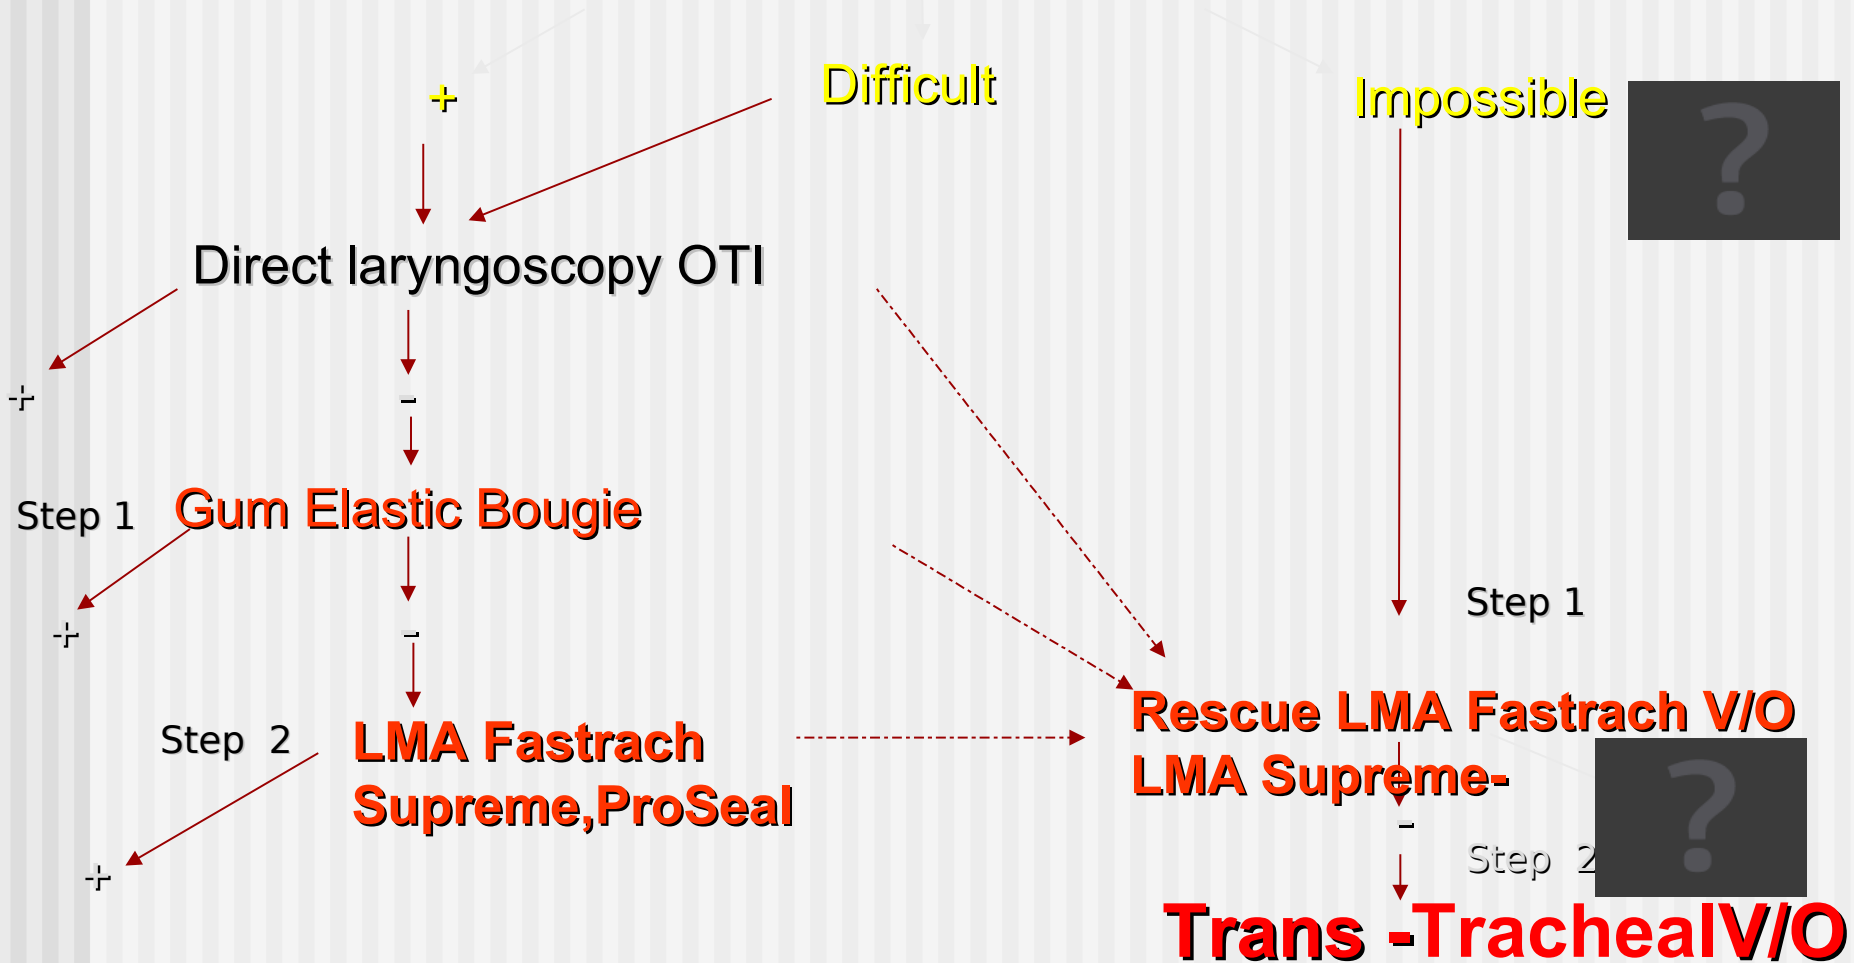 +
Difficult
Impossible
?
Direct laryngoscopy OTI
+
-
Step 1
Gum Elastic Bougie
Step 1
+
-
Step 2
LMA Fastrach
Supreme,ProSeal
Rescue LMA Fastrach V/O
LMA Supreme-
?
-
Step 2
+
Trans -TrachealV/O